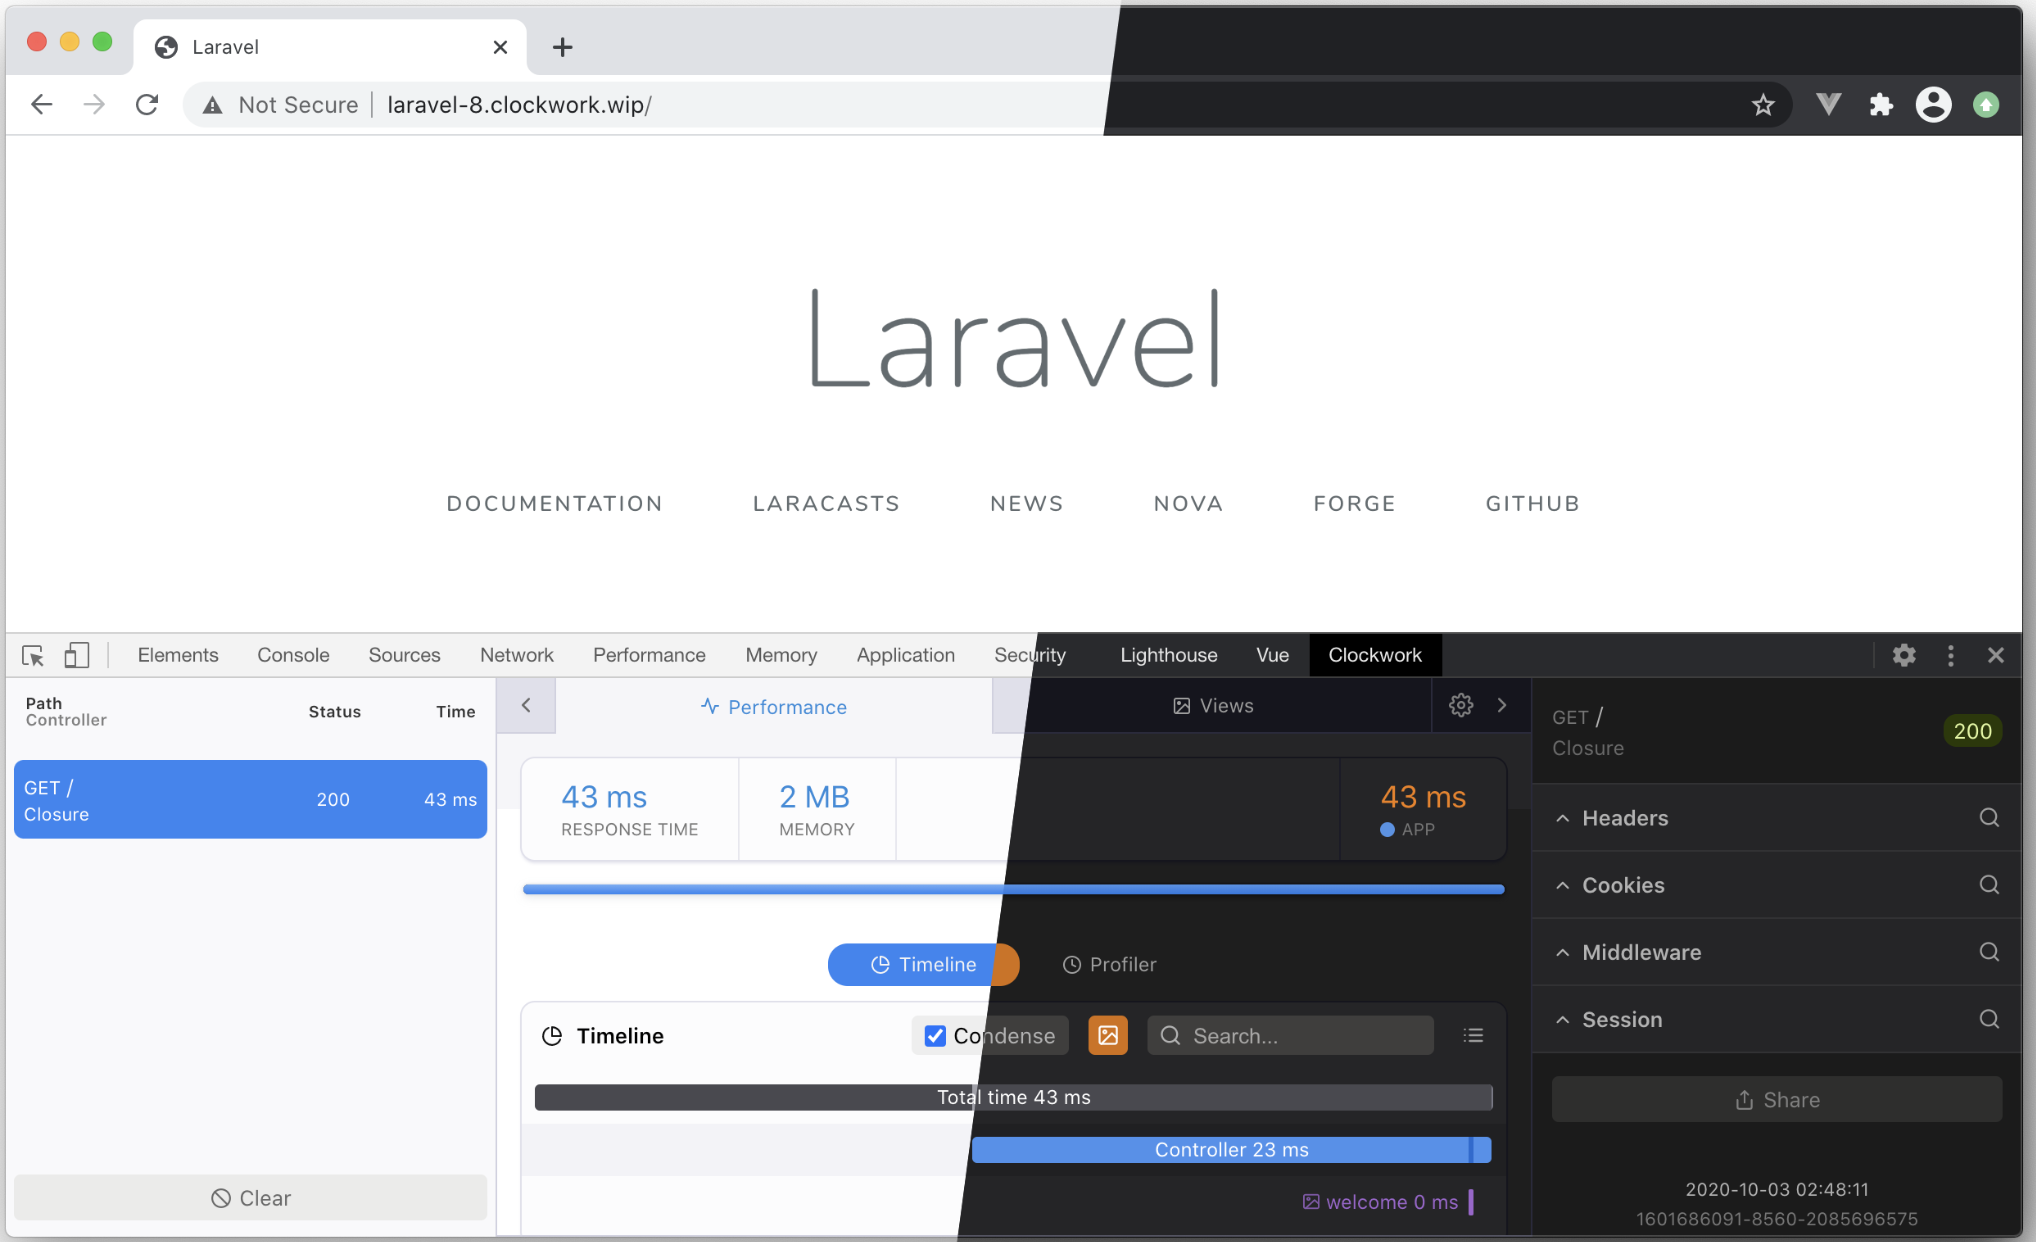 Laravel
Not Secure | laravel-8.clockwork.wip/
Laravel
DOCUMENTATION LARACASTS NEWS NOVA FORGE GITHUB
Elements Console Sources Network Performance Memory Application Security Lighthouse Vue Clockwork
Path
Controller
Status
Time
GET /
Closure
200
43 ms
Clear
Performance
Views
43 ms
RESPONSE TIME
2 MB
MEMORY
43 ms
APP
Timeline
Profiler
Timeline
Condense
Search...
Total time 43 ms
Controller 23 ms
welcome 0 ms
GET /
Closure
200
Headers
Cookies
Middleware
Session
Share
2020-10-03 02:48:11
1601686091-8560-2085696575